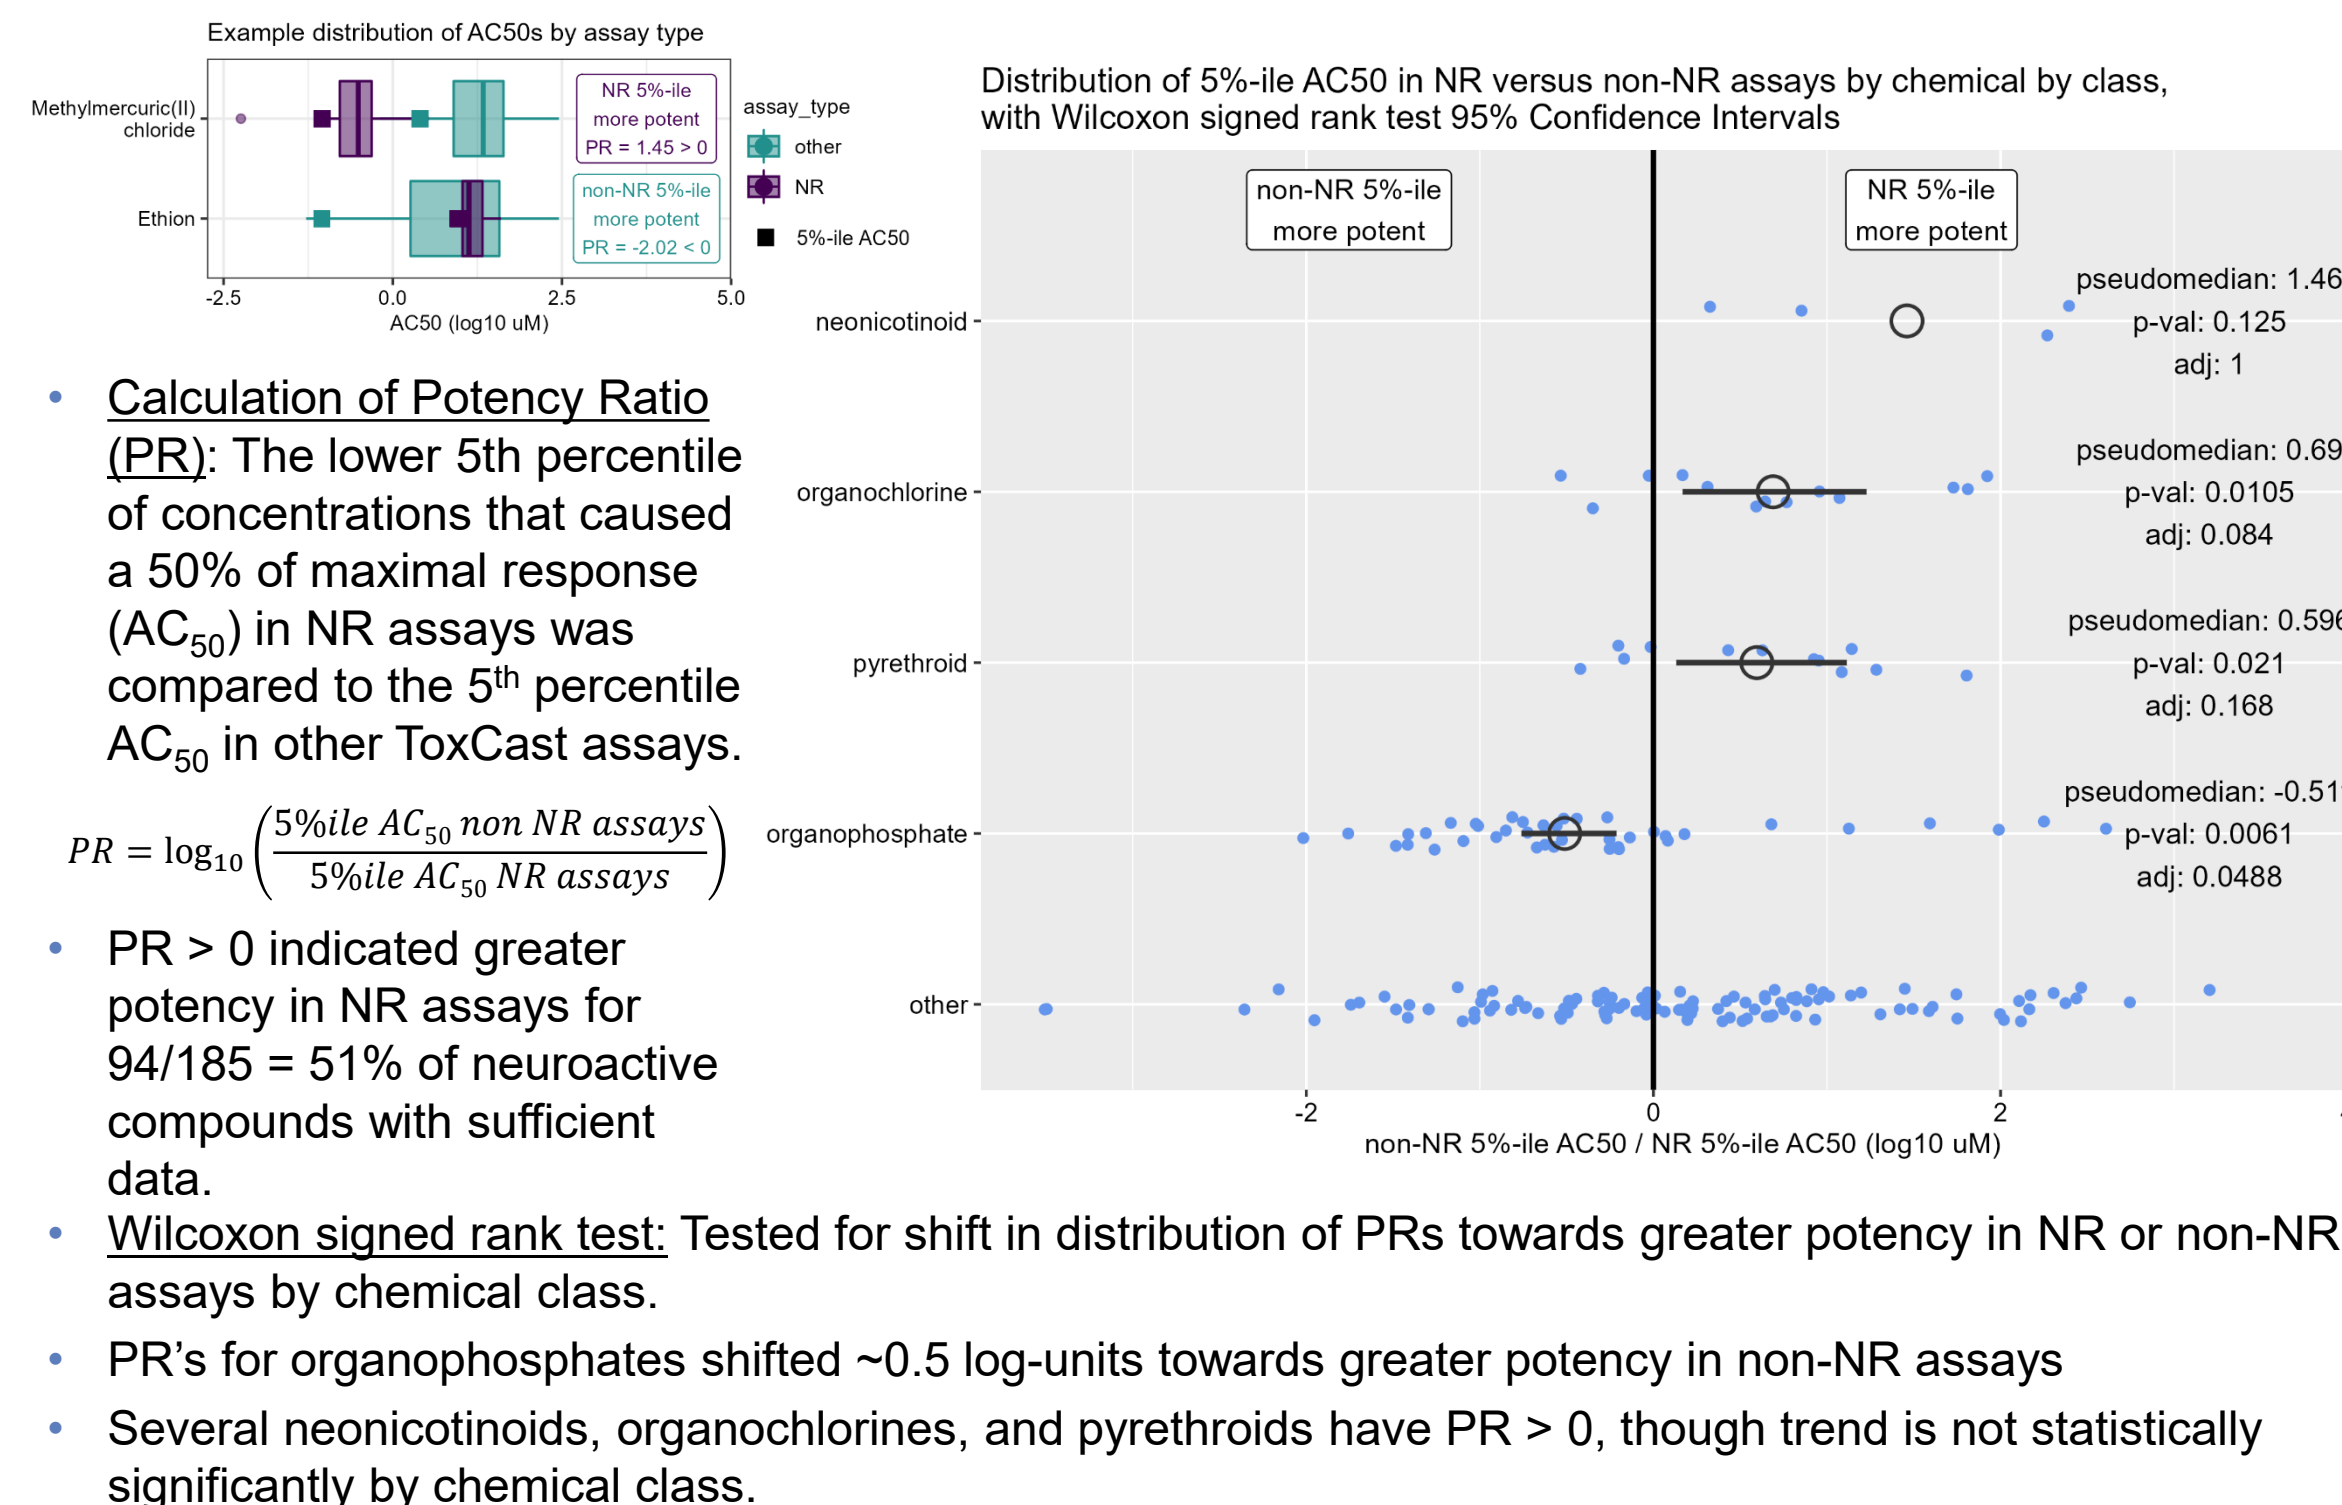 Example distribution of AC50s by assay type
Methylmercuric(II)
chloride
Ethion
NR 5%-ile
more potent
PR = 1.45 > 0
non-NR 5%-ile
more potent
PR = -2.02 < 0
-2.5 0.0 2.5 5.0
AC50 (log10 uM)
assay_type
other
NR
5%-ile AC50
• Calculation of Potency Ratio
(PR): The lower 5th percentile
of concentrations that caused
a 50% of maximal response
(AC50) in NR assays was
compared to the 5th percentile
AC50 in other ToxCast assays.
PR = log10 (5%ile AC50 non NR assays / 5%ile AC50 NR assays)
• PR > 0 indicated greater
potency in NR assays for
94/185 = 51% of neuroactive
compounds with sufficient
data.
Distribution of 5%-ile AC50 in NR versus non-NR assays by chemical by class,
with Wilcoxon signed rank test 95% Confidence Intervals
non-NR 5%-ile
more potent
NR 5%-ile
more potent
neonicotinoid
pseudomedian: 1.46
p-val: 0.125
adj: 1
organochlorine
pseudomedian: 0.69
p-val: 0.0105
adj: 0.084
pyrethroid
pseudomedian: 0.596
p-val: 0.021
adj: 0.168
organophosphate
pseudomedian: -0.51
p-val: 0.0061
adj: 0.0488
other
-2 0 2
non-NR 5%-ile AC50 / NR 5%-ile AC50 (log10 uM)
• Wilcoxon signed rank test: Tested for shift in distribution of PRs towards greater potency in NR or non-NR
assays by chemical class.
• PR’s for organophosphates shifted ~0.5 log-units towards greater potency in non-NR assays
• Several neonicotinoids, organochlorines, and pyrethroids have PR > 0, though trend is not statistically
significantly by chemical class.